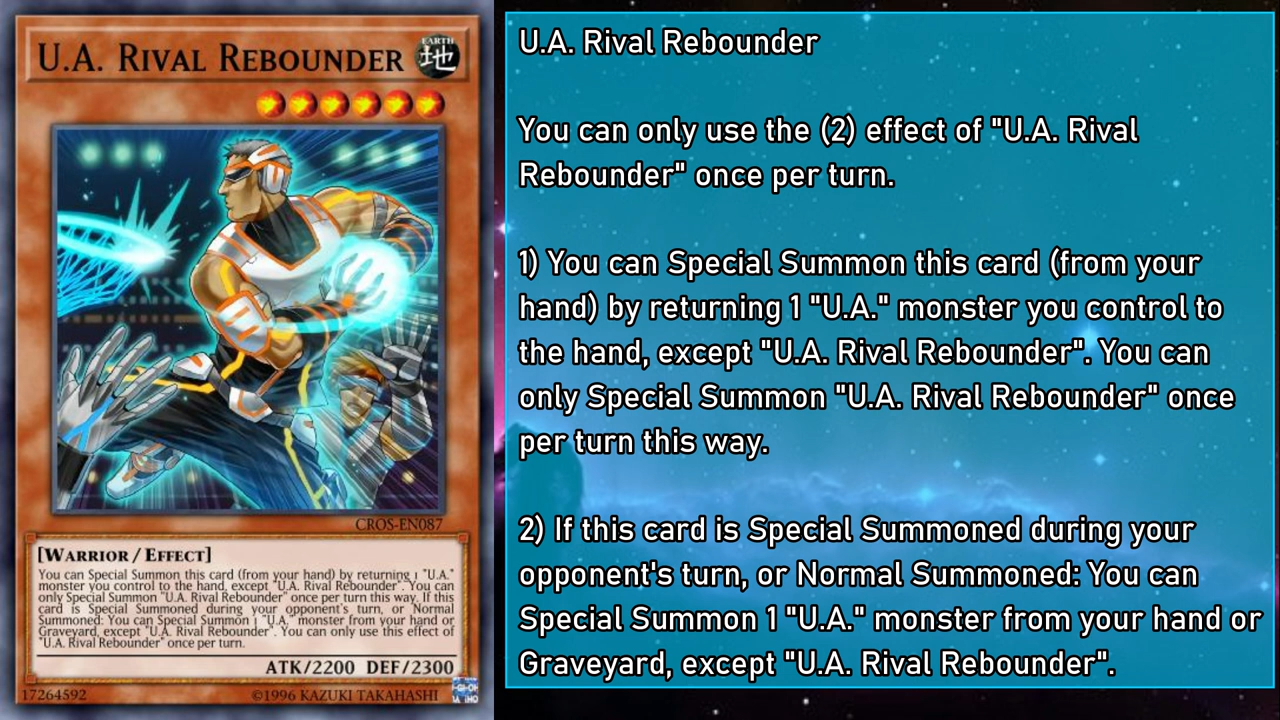 U.A. RIVAL REBOUNDER
EARTH
地
CROS-EN087
[WARRIOR / EFFECT]
You can Special Summon this card (from your hand) by returning 1 "U.A."
monster you control to the hand, except "U.A. Rival Rebounder". You can
only Special Summon "U.A. Rival Rebounder" once per turn this way. If this
card is Special Summoned during your opponent's turn, or Normal
Summoned: You can Special Summon 1 "U.A." monster from your hand or
Graveyard, except "U.A. Rival Rebounder". You can only use this effect of
"U.A. Rival Rebounder" once per turn.
ATK/2200 DEF/2300
17264592
©1996 KAZUKI TAKAHASHI
U.A. Rival Rebounder
You can only use the (2) effect of "U.A. Rival
Rebounder" once per turn.
1) You can Special Summon this card (from your
hand) by returning 1 "U.A." monster you control to
the hand, except "U.A. Rival Rebounder". You can
only Special Summon "U.A. Rival Rebounder" once
per turn this way.
2) If this card is Special Summoned during your
opponent's turn, or Normal Summoned: You can
Special Summon 1 "U.A." monster from your hand or
Graveyard, except "U.A. Rival Rebounder".